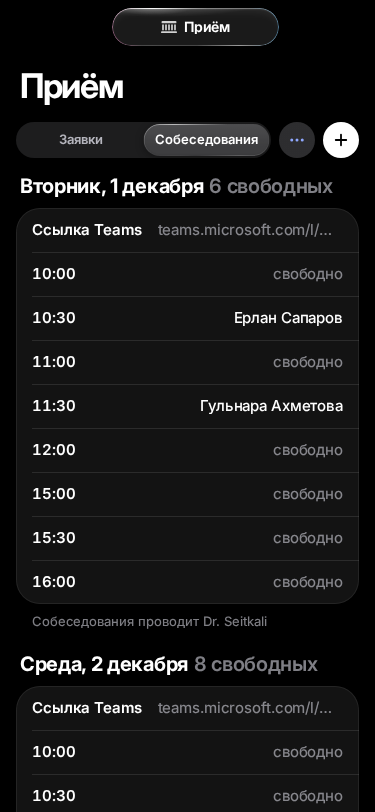 Приём
Приём
Заявки Собеседования
Вторник, 1 декабря 6 свободных
Ссылка Teams teams.microsoft.com/l/...
10:00 свободно
10:30 Ерлан Сапаров
11:00 свободно
11:30 Гульнара Ахметова
12:00 свободно
15:00 свободно
15:30 свободно
16:00 свободно
Собеседования проводит Dr. Seitkali
Среда, 2 декабря 8 свободных
Ссылка Teams teams.microsoft.com/l/...
10:00 свободно
10:30 свободно